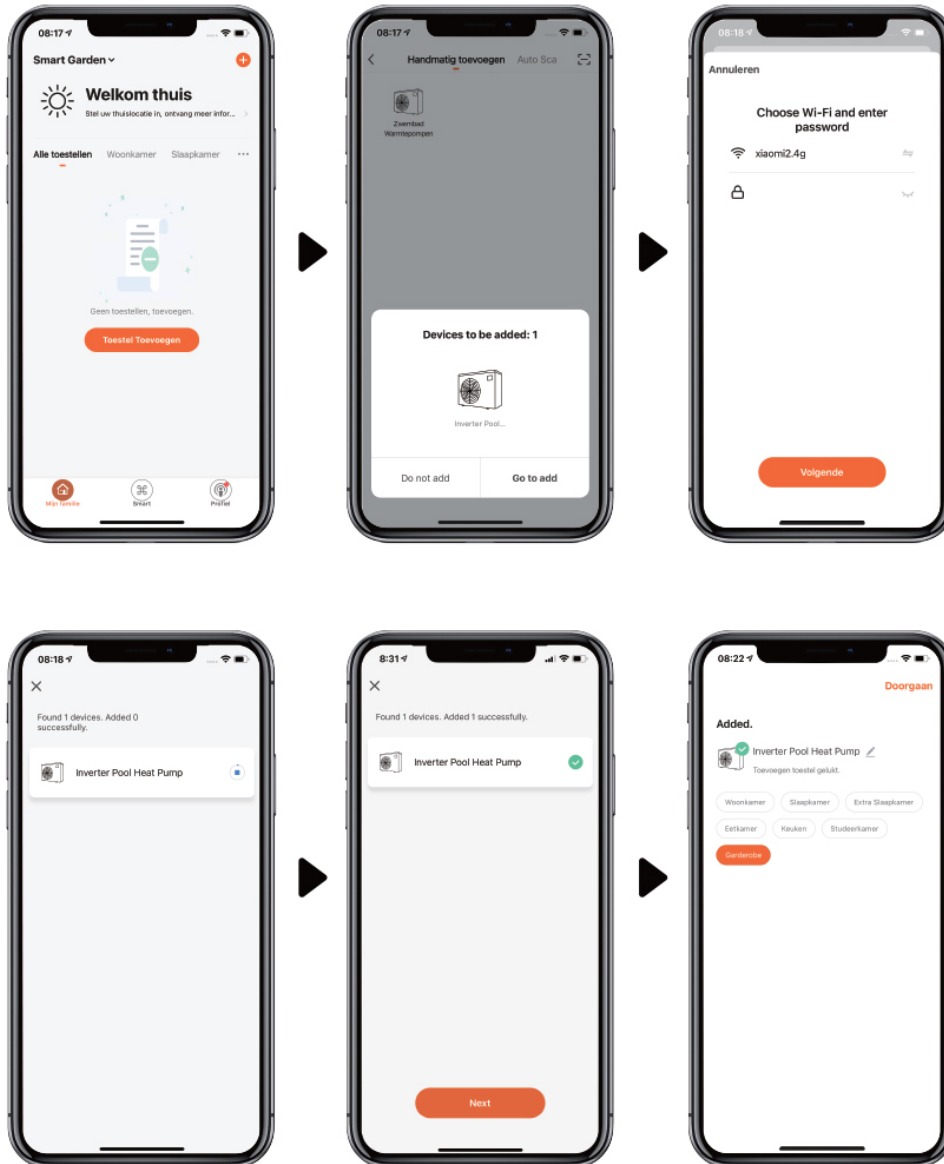 08:17
Smart Garden
Welkom thuis
Stel uw thuislocatie in, ontvang meer infor...
Alle toestellen Woonkamer Slaapkamer
Geen toestellen, toevoegen.
Toestel Toevoegen
Mijn familie Smart Profiel
08:17
Handmatig toevoegen Auto Sca
Zwembad
Warmtepompen
Devices to be added: 1
Inverter Pool...
Do not add Go to add
08:18
Annuleren
Choose Wi-Fi and enter
password
xiaomi2.4g
Volgende
08:18
Found 1 devices. Added 0
successfully.
Inverter Pool Heat Pump
8:31
Found 1 devices. Added 1 successfully.
Inverter Pool Heat Pump
Next
08:22
Doorgaan
Added.
Inverter Pool Heat Pump
Toevoegen toestel gelukt.
Woonkamer Slaapkamer Extra Slaapkamer
Eetkamer Keuken Studeerkamer
Garderobe